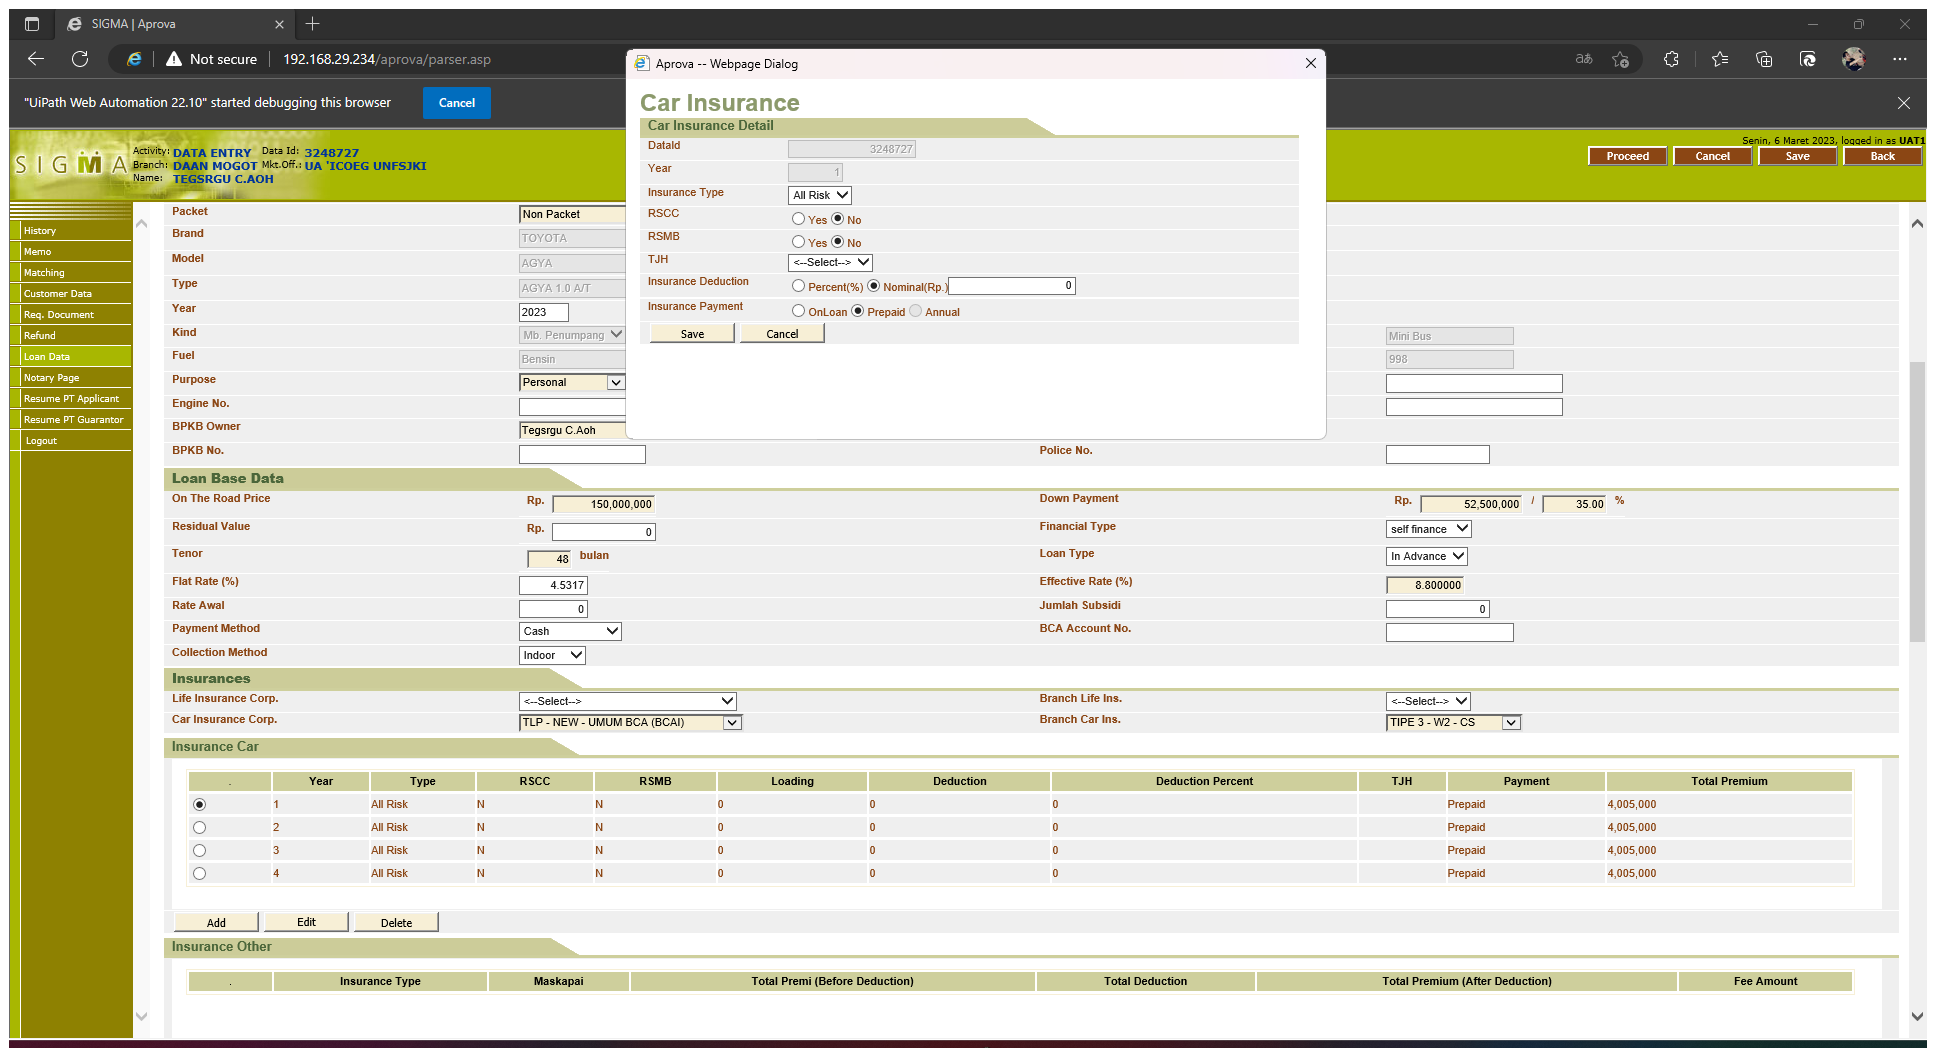 SIGMA | Aprova
Not secure 192.168.29.234/aprova/parser.asp
"UiPath Web Automation 22.10" started debugging this browser Cancel
Aprova -- Webpage Dialog
Car Insurance
Car Insurance Detail
DataId 3248727
Year 1
Insurance Type All Risk
RSCC Yes No
RSMB Yes No
TJH <--Select-->
Insurance Deduction Percent(%) Nominal(Rp.) 0
Insurance Payment OnLoan Prepaid Annual
Save Cancel
SIGMA
Activity: DATA ENTRY Data Id: 3248727
Branch: DAAN MOGOT Mkt.Off.: UA 'ICOEG UNFSJKI
Name: TEGSRGU C.AOH
Senin, 6 Maret 2023, logged in as UAT1
Proceed Cancel Save Back
History
Memo
Matching
Customer Data
Req. Document
Refund
Loan Data
Notary Page
Resume PT Applicant
Resume PT Guarantor
Logout
Packet Non Packet
Brand TOYOTA
Model AGYA
Type AGYA 1.0 A/T
Year 2023
Kind Mb. Penumpang Mini Bus
Fuel Bensin 998
Purpose Personal
Engine No.
BPKB Owner Tegsrgu C.Aoh
BPKB No. Police No.
Loan Base Data
On The Road Price Rp. 150,000,000 Down Payment Rp. 52,500,000 / 35.00 %
Residual Value Rp. 0 Financial Type self finance
Tenor 48 bulan Loan Type In Advance
Flat Rate (%) 4.5317 Effective Rate (%) 8.800000
Rate Awal 0 Jumlah Subsidi 0
Payment Method Cash BCA Account No.
Collection Method Indoor
Insurances
Life Insurance Corp. <--Select--> Branch Life Ins. <--Select-->
Car Insurance Corp. TLP - NEW - UMUM BCA (BCAI) Branch Car Ins. TIPE 3 - W2 - CS
Insurance Car
. Year Type RSCC RSMB Loading Deduction Deduction Percent TJH Payment Total Premium
1 All Risk N N 0 0 0 Prepaid 4,005,000
2 All Risk N N 0 0 0 Prepaid 4,005,000
3 All Risk N N 0 0 0 Prepaid 4,005,000
4 All Risk N N 0 0 0 Prepaid 4,005,000
Add Edit Delete
Insurance Other
. Insurance Type Maskapai Total Premi (Before Deduction) Total Deduction Total Premium (After Deduction) Fee Amount